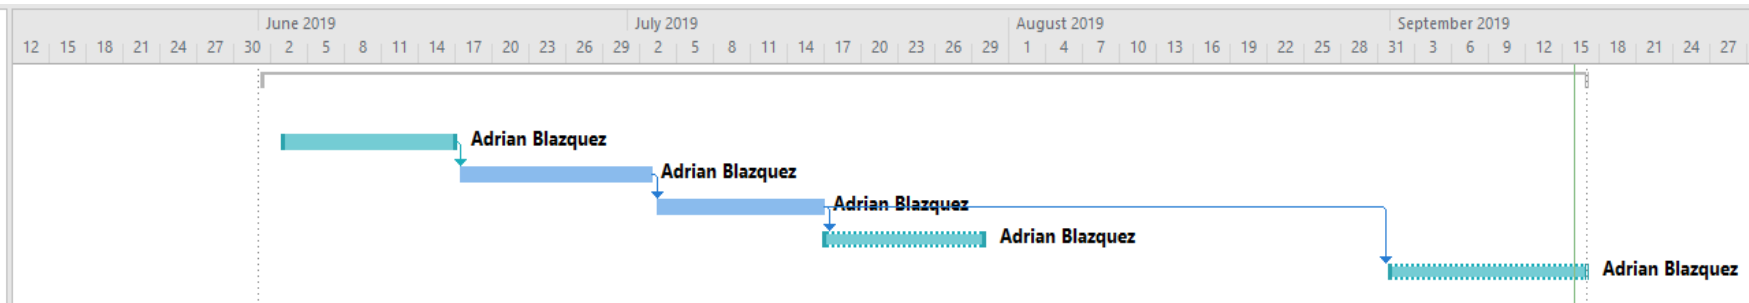 June 2019 July 2019 August 2019 September 2019
12 15 18 21 24 27 30 2 5 8 11 14 17 20 23 26 29 2 5 8 11 14 17 20 23 26 29 1 4 7 10 13 16 19 22 25 28 31 3 6 9 12 15 18 21 24 27
Adrian Blazquez
Adrian Blazquez
Adrian Blazquez
Adrian Blazquez
Adrian Blazquez